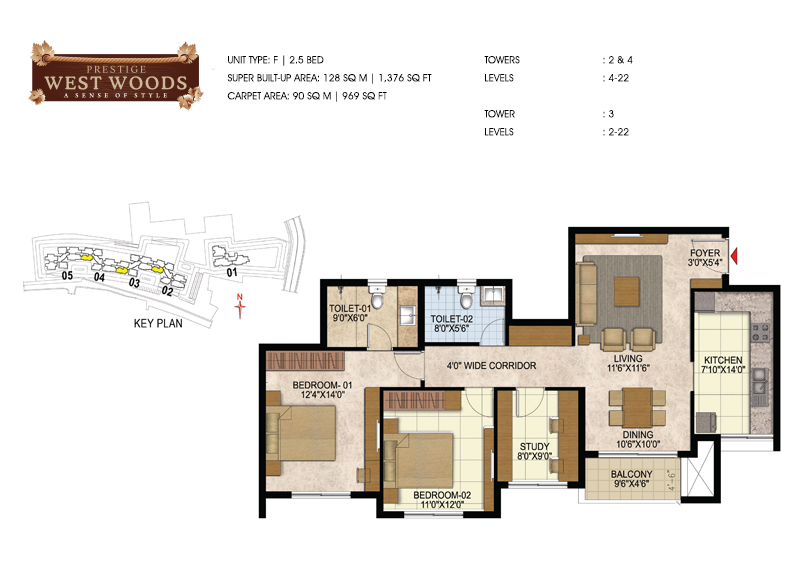 PRESTIGE
WEST WOODS
A SENSE OF STYLE
UNIT TYPE: F | 2.5 BED
SUPER BUILT-UP AREA: 128 SQ M | 1,376 SQ FT
CARPET AREA: 90 SQ M | 969 SQ FT
TOWERS : 2 & 4
LEVELS : 4-22
TOWER : 3
LEVELS : 2-22
05
04
03
02
01
N
KEY PLAN
FOYER
3'0"X5'4"
TOILET-01
9'0"X6'0"
TOILET-02
8'0"X5'6"
LIVING
11'6"X11'6"
KITCHEN
7'10"X14'0"
4'0" WIDE CORRIDOR
BEDROOM- 01
12'4"X14'0"
DINING
10'6"X10'0"
STUDY
8'0"X9'0"
BALCONY
9'6"X4'6"
4'-6"
BEDROOM-02
11'0"X12'0"